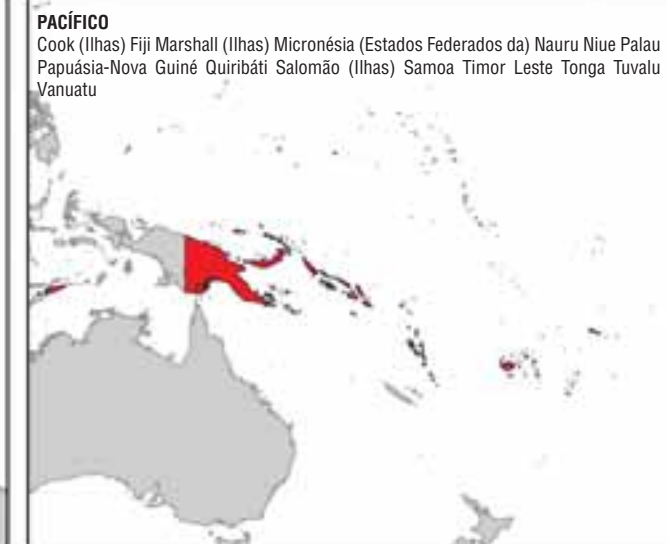 PACÍFICO
Cook (Ilhas) Fiji Marshall (Ilhas) Micronésia (Estados Federados da) Nauru Niue Palau
Papuásia-Nova Guiné Quiribáti Salomão (Ilhas) Samoa Timor Leste Tonga Tuvalu
Vanuatu